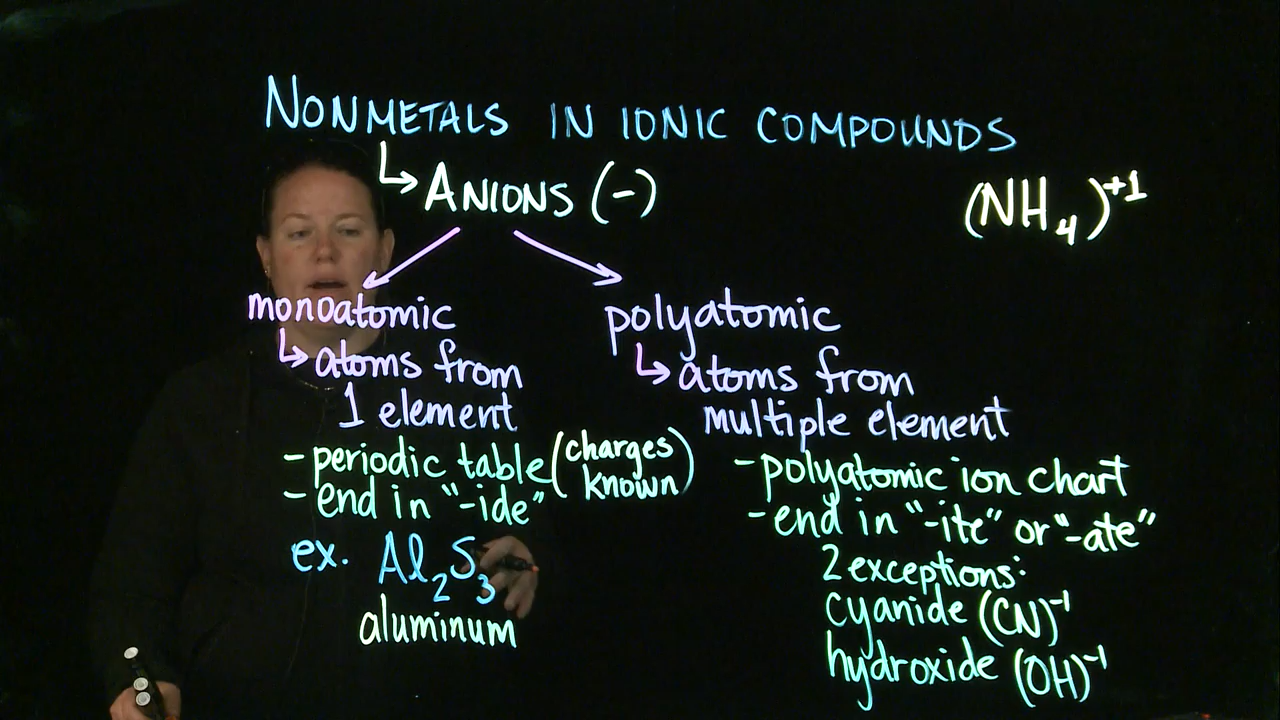 NONMETALS IN IONIC COMPOUNDS
↳ ANIONS (-)
(NH₄)⁺¹
monoatomic
↳ atoms from
1 element
- periodic table (charges known)
- end in "-ide"
ex. Al₂S₃
aluminum
polyatomic
↳ atoms from
multiple element
- polyatomic ion chart
- end in "-ite" or "-ate"
2 exceptions:
cyanide (CN)⁻¹
hydroxide (OH)⁻¹